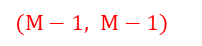 (M − 1, M − 1)